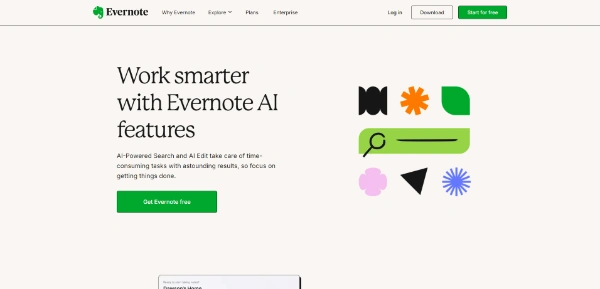 Evernote
Why Evernote
Explore
Plans
Enterprise
Log in
Download
Start for free
Work smarter
with Evernote AI
features
AI-Powered Search and AI Edit take care of time-
consuming tasks with astounding results, so focus on
getting things done.
Get Evernote free